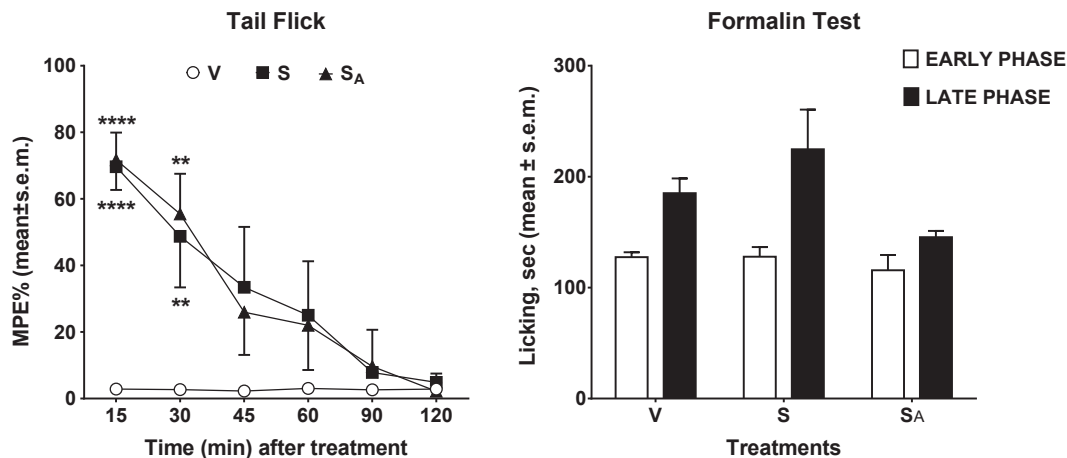 Tail Flick
V S SA
MPE% (mean±s.e.m.)
100
80
60
40
20
0
****
****
**
**
15 30 45 60 90 120
Time (min) after treatment
Formalin Test
EARLY PHASE
LATE PHASE
Licking, sec (mean ± s.e.m.)
300
200
100
0
V S SA
Treatments